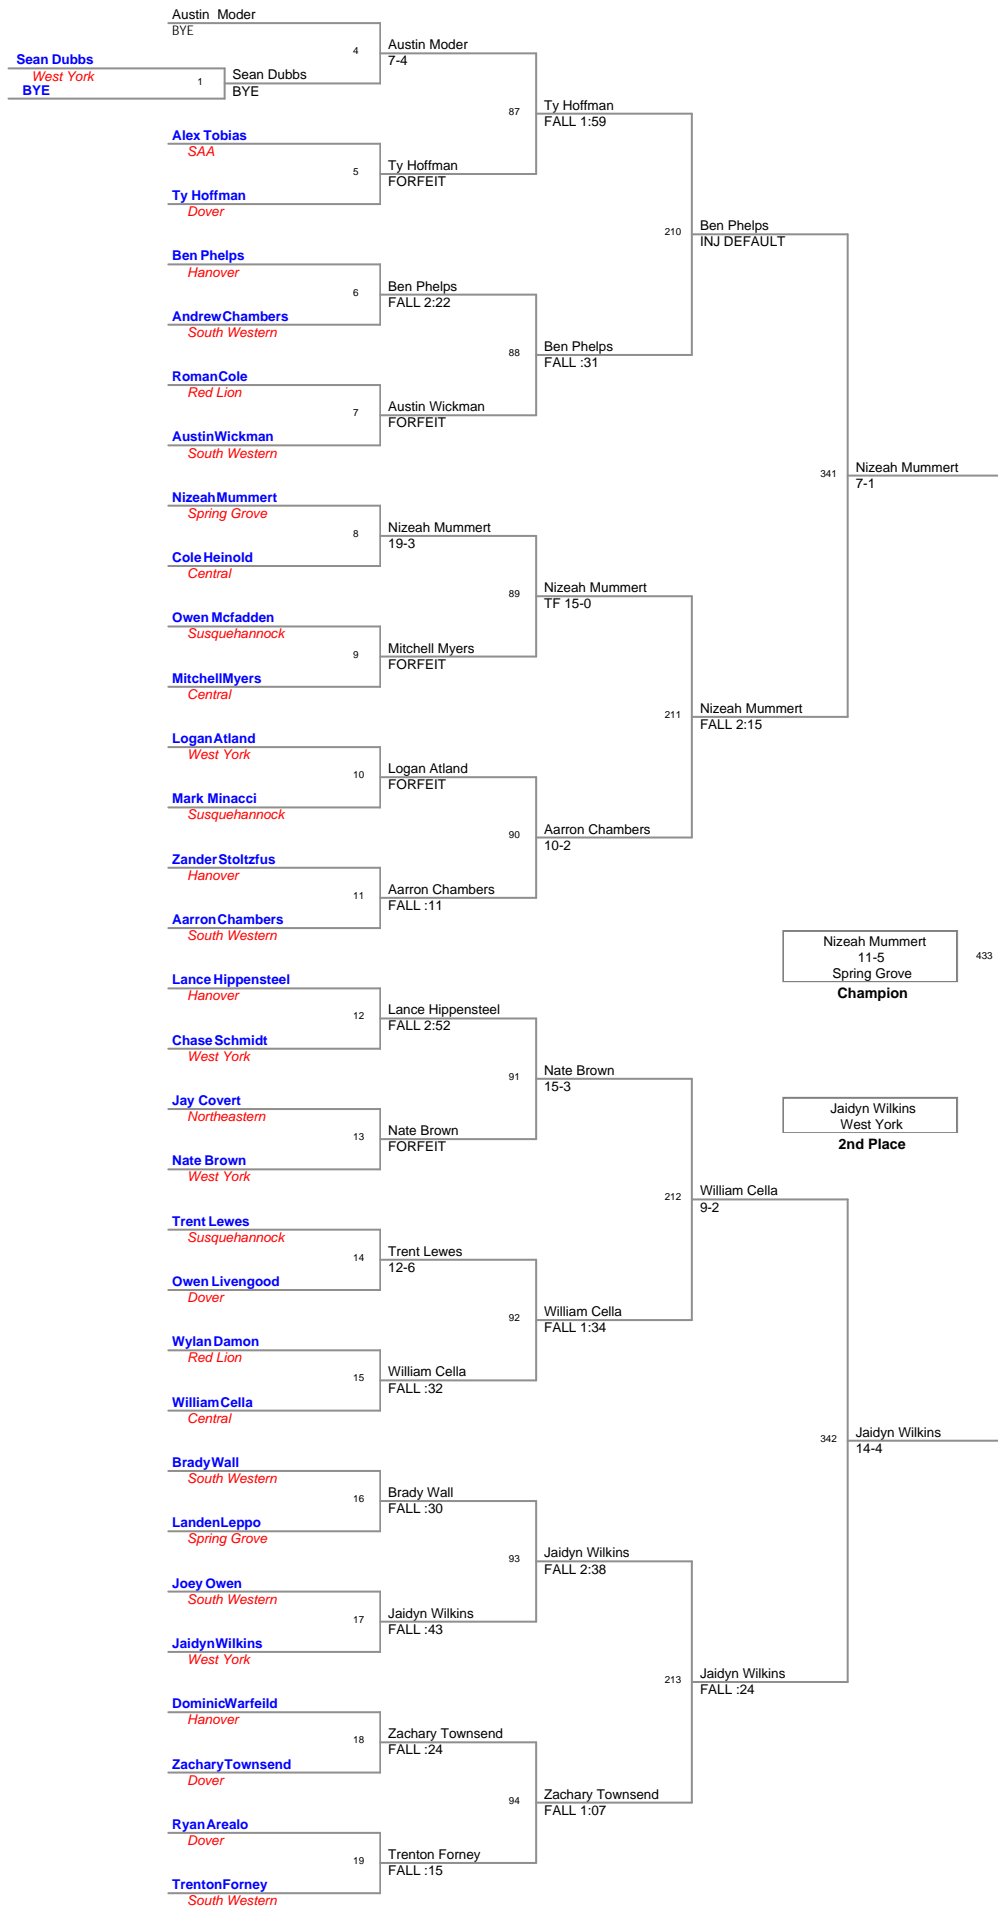 Austin Moder
BYE
4
Austin Moder
7-4
Sean Dubbs
West York
BYE
1
Sean Dubbs
BYE
87
Ty Hoffman
FALL 1:59
Alex Tobias
SAA
5
Ty Hoffman
FORFEIT
Ty Hoffman
Dover
210
Ben Phelps
INJ DEFAULT
Ben Phelps
Hanover
6
Ben Phelps
FALL 2:22
AndrewChambers
South Western
88
Ben Phelps
FALL :31
RomanCole
Red Lion
7
Austin Wickman
FORFEIT
AustinWickman
South Western
341
Nizeah Mummert
7-1
NizeahMummert
Spring Grove
8
Nizeah Mummert
19-3
Cole Heinold
Central
89
Nizeah Mummert
TF 15-0
Owen Mcfadden
Susquehannock
9
Mitchell Myers
FORFEIT
MitchellMyers
Central
211
Nizeah Mummert
FALL 2:15
LoganAtland
West York
10
Logan Atland
FORFEIT
Mark Minacci
Susquehannock
90
Aarron Chambers
10-2
ZanderStoltzfus
Hanover
11
Aarron Chambers
FALL :11
AarronChambers
South Western
Nizeah Mummert
11-5
Spring Grove
433
Champion
Lance Hippensteel
Hanover
12
Lance Hippensteel
FALL 2:52
Chase Schmidt
West York
91
Nate Brown
15-3
Jay Covert
Northeastern
13
Nate Brown
FORFEIT
Nate Brown
West York
Jaidyn Wilkins
West York
2nd Place
212
William Cella
9-2
Trent Lewes
Susquehannock
14
Trent Lewes
12-6
Owen Livengood
Dover
92
William Cella
FALL 1:34
WylanDamon
Red Lion
15
William Cella
FALL :32
WilliamCella
Central
342
Jaidyn Wilkins
14-4
BradyWall
South Western
16
Brady Wall
FALL :30
LandenLeppo
Spring Grove
93
Jaidyn Wilkins
FALL 2:38
Joey Owen
South Western
17
Jaidyn Wilkins
FALL :43
JaidynWilkins
West York
213
Jaidyn Wilkins
FALL :24
DominicWarfeild
Hanover
18
Zachary Townsend
FALL :24
ZacharyTownsend
Dover
94
Zachary Townsend
FALL 1:07
Ryan Arealo
Dover
19
Trenton Forney
FALL :15
TrentonForney
South Western